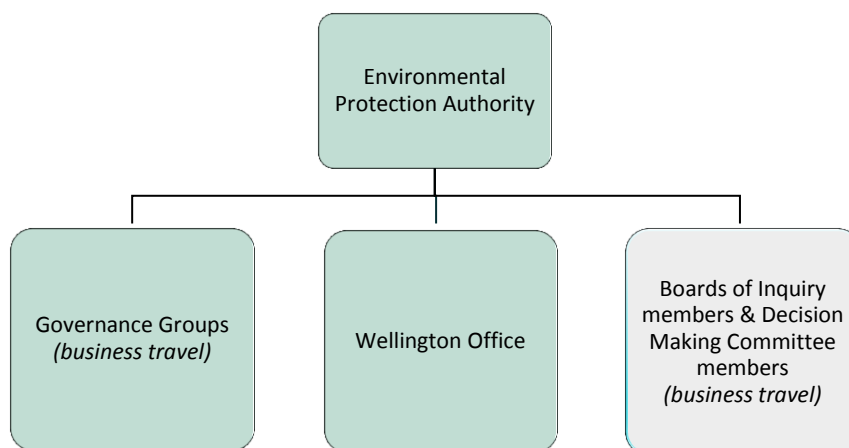 Environmental
Protection Authority
Governance Groups
(business travel)
Wellington Office
Boards of Inquiry
members & Decision
Making Committee
members
(business travel)